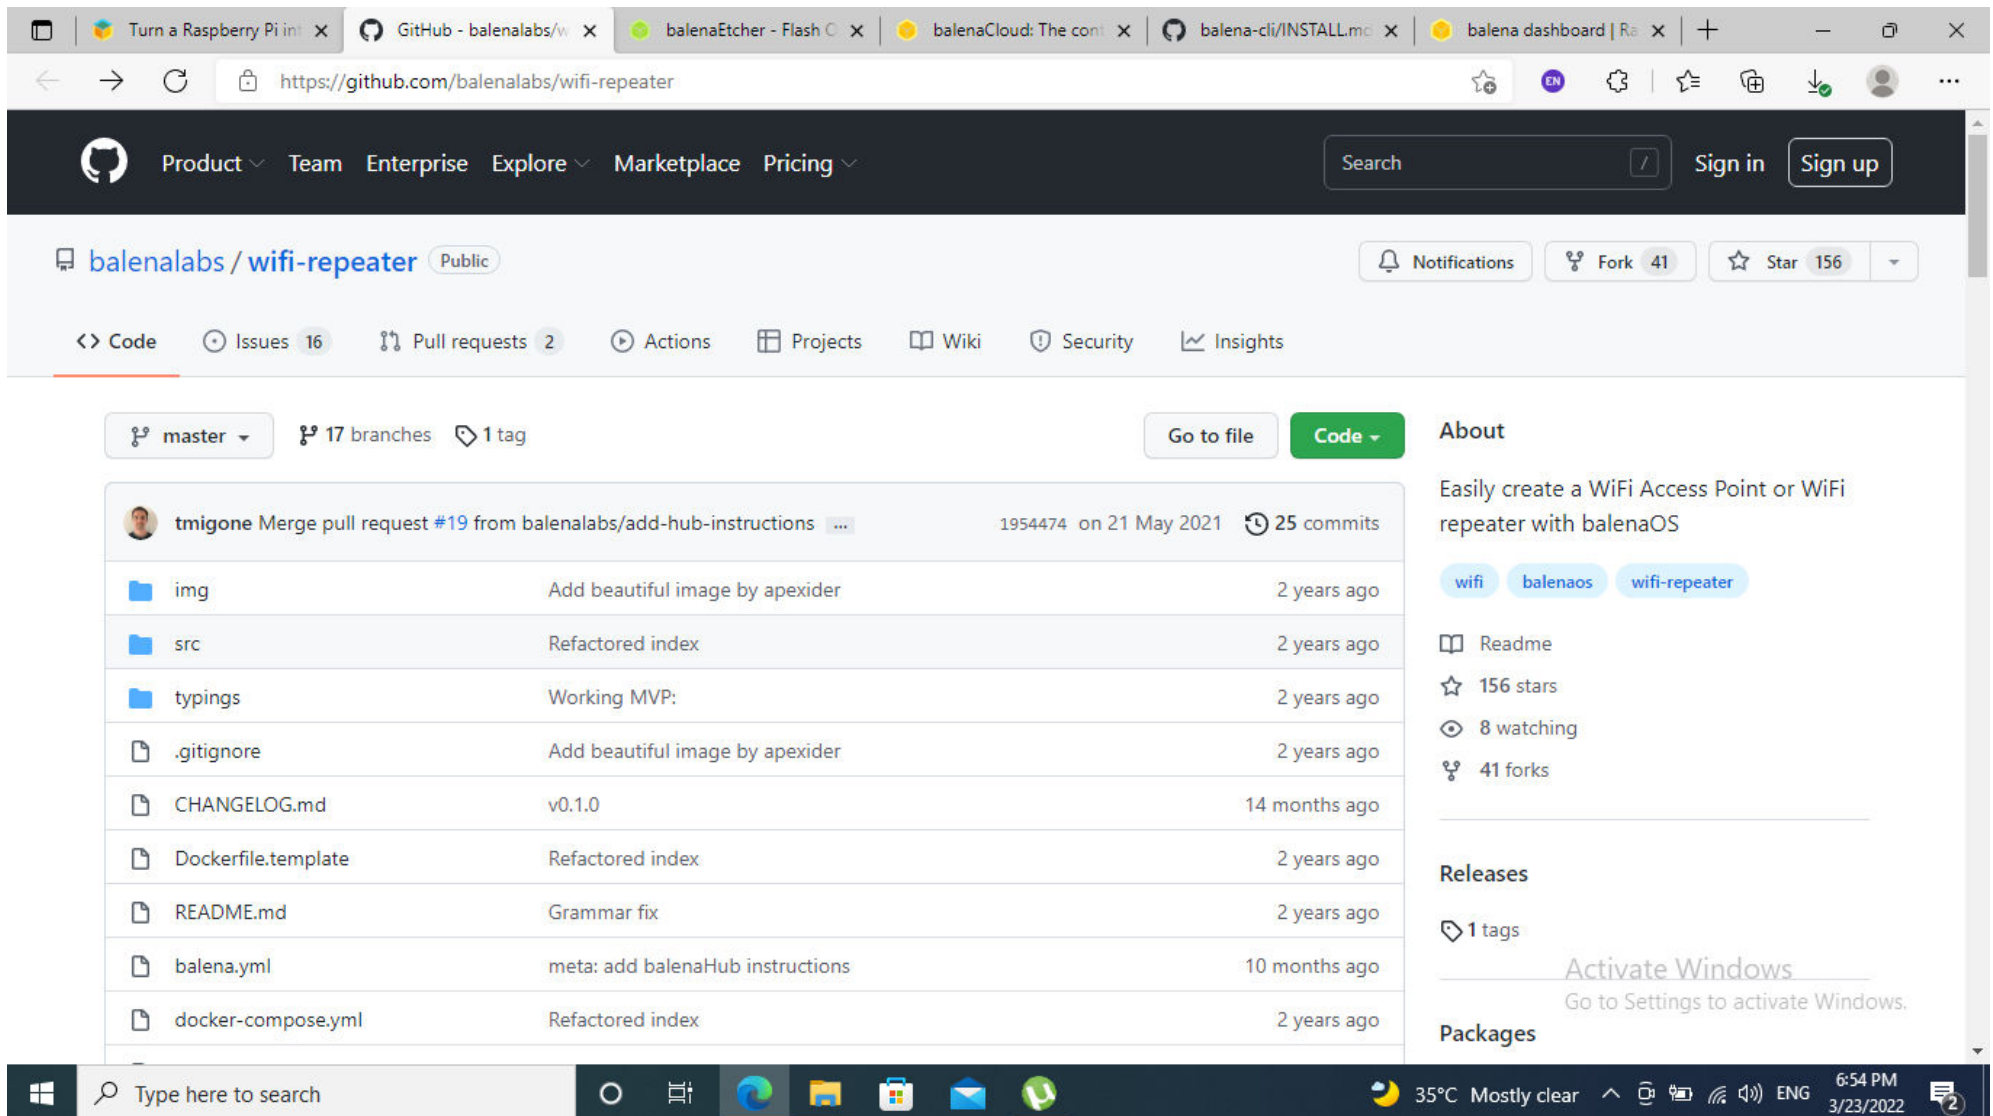 Turn a Raspberry Pi int
GitHub - balenalabs/w
balenaEtcher - Flash O
balenaCloud: The cont
balena-cli/INSTALL.md
balena dashboard | Ra
https://github.com/balenalabs/wifi-repeater
EN
Product Team Enterprise Explore Marketplace Pricing
Search /
Sign in Sign up
balenalabs / wifi-repeater Public
Notifications Fork 41 Star 156
<> Code Issues 16 Pull requests 2 Actions Projects Wiki Security Insights
master 17 branches 1 tag Go to file Code
tmigone Merge pull request #19 from balenalabs/add-hub-instructions ... 1954474 on 21 May 2021 25 commits
img Add beautiful image by apexider 2 years ago
src Refactored index 2 years ago
typings Working MVP: 2 years ago
.gitignore Add beautiful image by apexider 2 years ago
CHANGELOG.md v0.1.0 14 months ago
Dockerfile.template Refactored index 2 years ago
README.md Grammar fix 2 years ago
balena.yml meta: add balenaHub instructions 10 months ago
docker-compose.yml Refactored index 2 years ago
About
Easily create a WiFi Access Point or WiFi
repeater with balenaOS
wifi balenaos wifi-repeater
Readme
156 stars
8 watching
41 forks
Releases
1 tags
Activate Windows
Go to Settings to activate Windows.
Packages
Type here to search
35°C Mostly clear
ENG
6:54 PM
3/23/2022
2